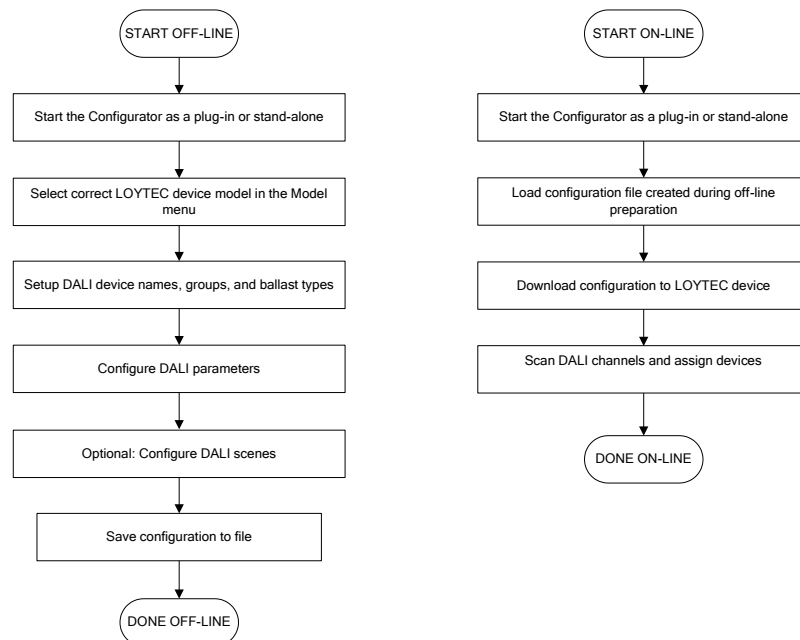 START OFF-LINE
Start the Configurator as a plug-in or stand-alone
Select correct LOYTEC device model in the Model
menu
Setup DALI device names, groups, and ballast types
Configure DALI parameters
Optional: Configure DALI scenes
Save configuration to file
DONE OFF-LINE
START ON-LINE
Start the Configurator as a plug-in or stand-alone
Load configuration file created during off-line
preparation
Download configuration to LOYTEC device
Scan DALI channels and assign devices
DONE ON-LINE